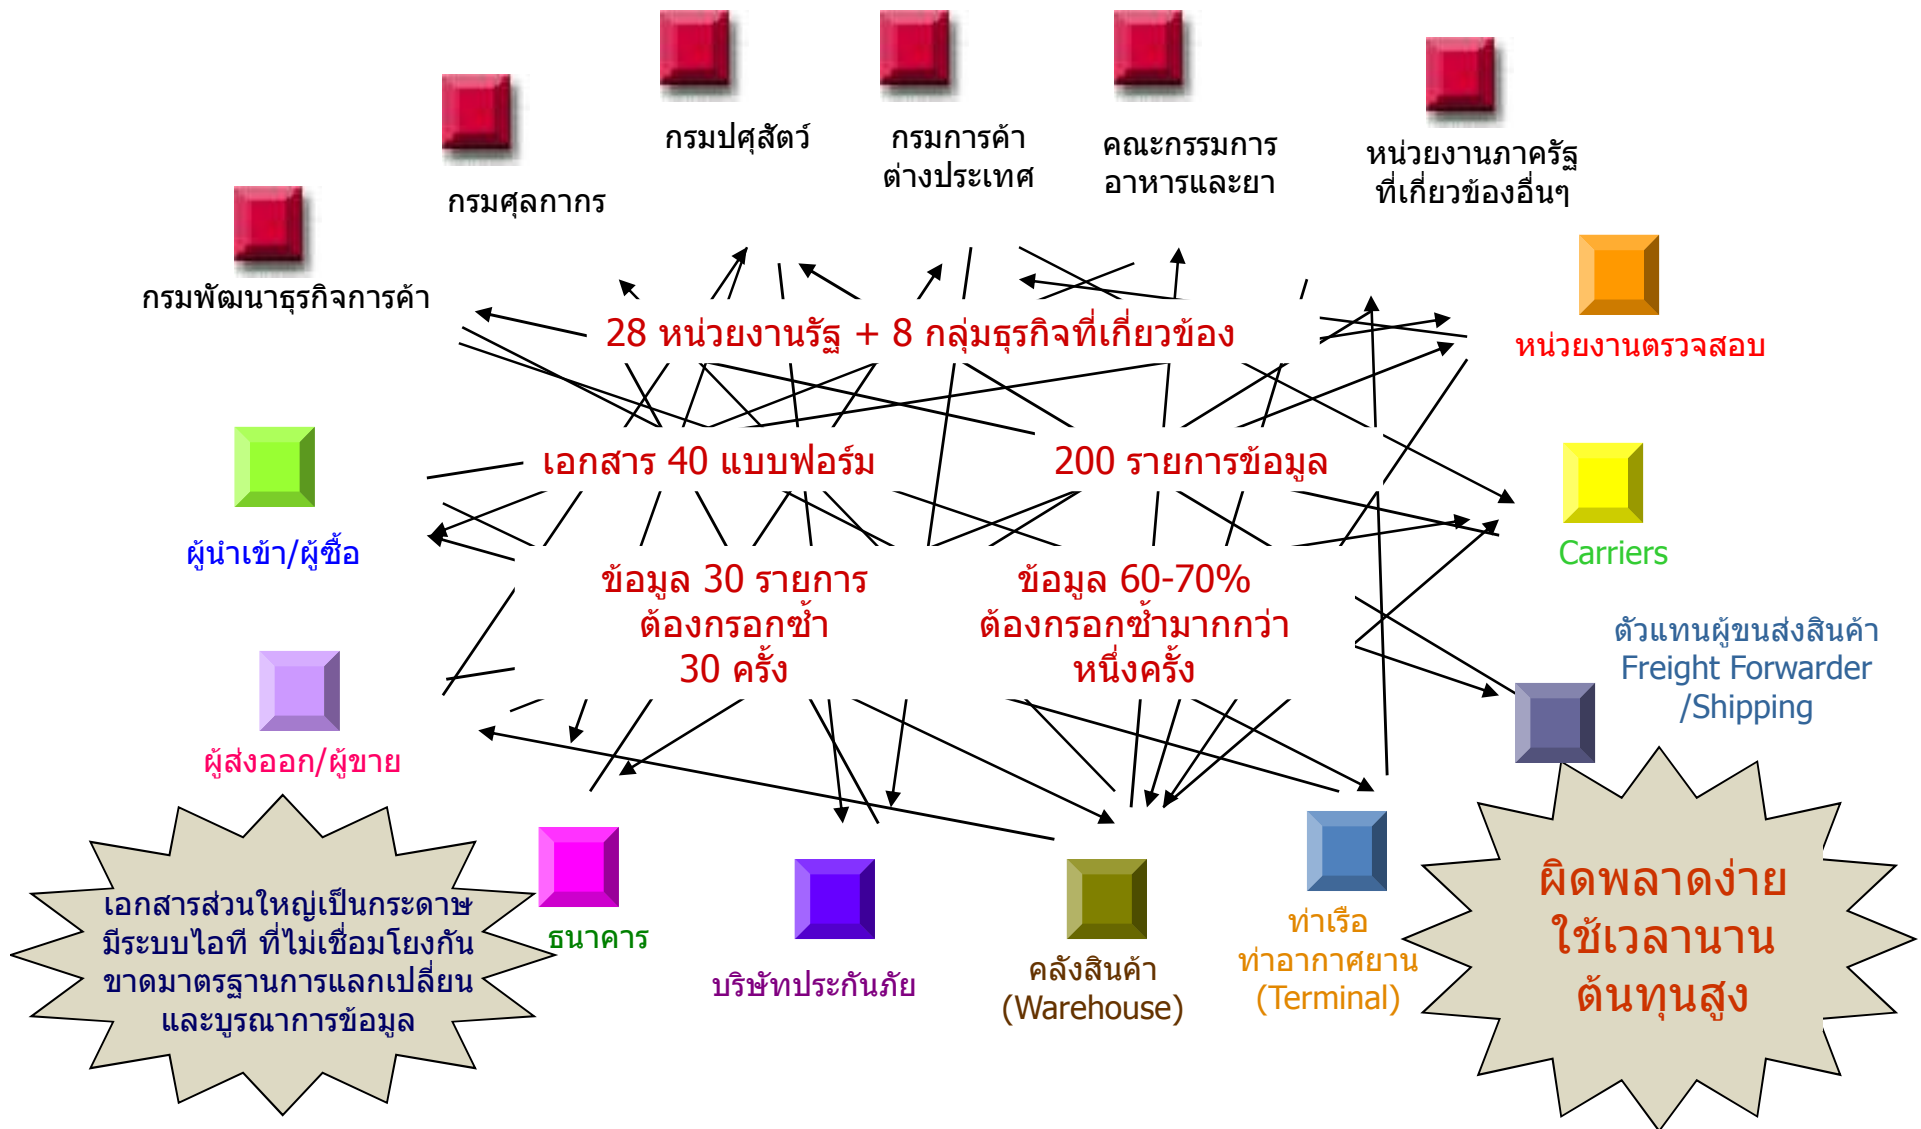 กรมปศุสัตว์
กรมการค้า
ต่างประเทศ
คณะกรรมการ
อาหารและยา
หน่วยงานภาครัฐ
ที่เกี่ยวข้องอื่นๆ
กรมศุลกากร
กรมพัฒนาธุรกิจการค้า
28 หน่วยงานรัฐ + 8 กลุ่มธุรกิจที่เกี่ยวข้อง
หน่วยงานตรวจสอบ
เอกสาร 40 แบบฟอร์ม
200 รายการข้อมูล
ผู้นำเข้า/ผู้ซื้อ
Carriers
ข้อมูล 30 รายการ
ต้องกรอกซ้ำ
30 ครั้ง
ข้อมูล 60-70%
ต้องกรอกซ้ำมากกว่า
หนึ่งครั้ง
ตัวแทนผู้ขนส่งสินค้า
Freight Forwarder
/Shipping
ผู้ส่งออก/ผู้ขาย
เอกสารส่วนใหญ่เป็นกระดาษ
มีระบบไอที ที่ไม่เชื่อมโยงกัน
ขาดมาตรฐานการแลกเปลี่ยน
และบูรณาการข้อมูล
ธนาคาร
บริษัทประกันภัย
คลังสินค้า
(Warehouse)
ท่าเรือ
ท่าอากาศยาน
(Terminal)
ผิดพลาดง่าย
ใช้เวลานาน
ต้นทุนสูง